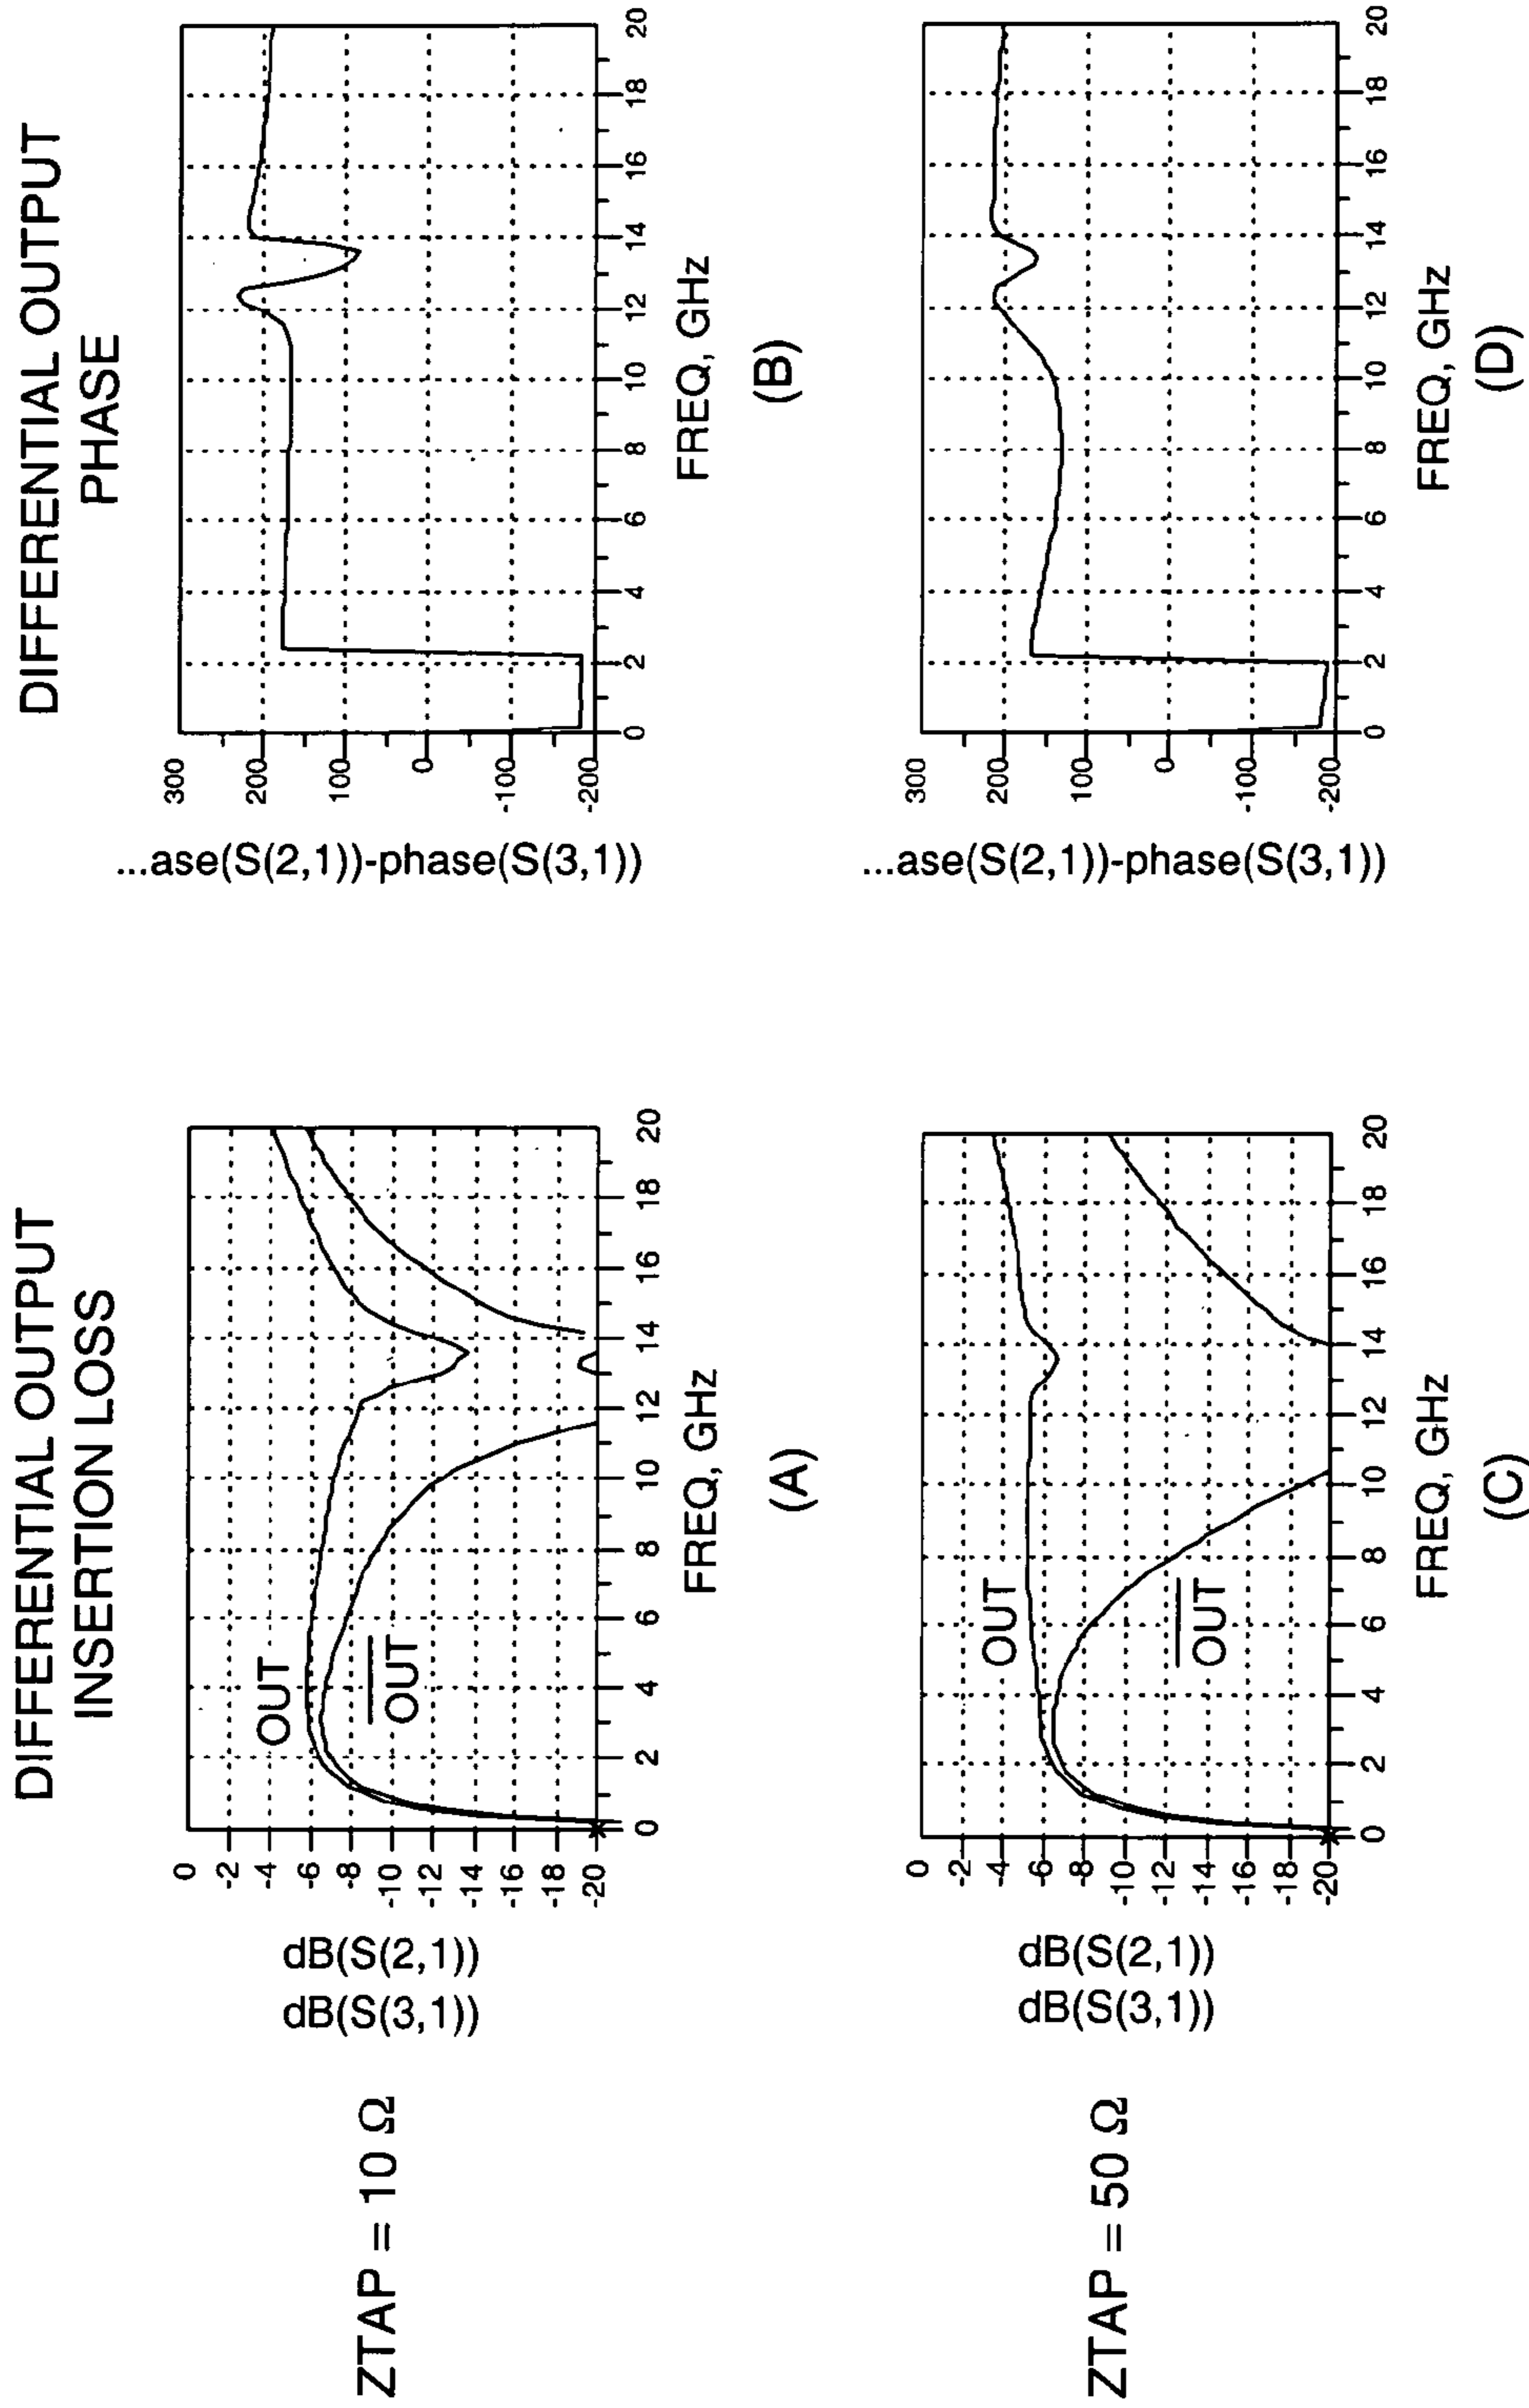 DIFFERENTIAL OUTPUT
INSERTION LOSS
DIFFERENTIAL OUTPUT
PHASE
ZTAP = 10 Ω
dB(S(2,1))
dB(S(3,1))
0
-2
-4
-6
-8
-10
-12
-14
-16
-18
-20
OUT
OUT
0 2 4 6 8 10 12 14 16 18 20
FREQ, GHz
(A)
...ase(S(2,1))-phase(S(3,1))
300
200
100
0
-100
-200
0 2 4 6 8 10 12 14 16 18 20
FREQ, GHz
(B)
ZTAP = 50 Ω
dB(S(2,1))
dB(S(3,1))
0
-2
-4
-6
-8
-10
-12
-14
-16
-18
-20
OUT
OUT
0 2 4 6 8 10 12 14 16 18 20
FREQ, GHz
(C)
...ase(S(2,1))-phase(S(3,1))
300
200
100
0
-100
-200
0 2 4 6 8 10 12 14 16 18 20
FREQ, GHz
(D)